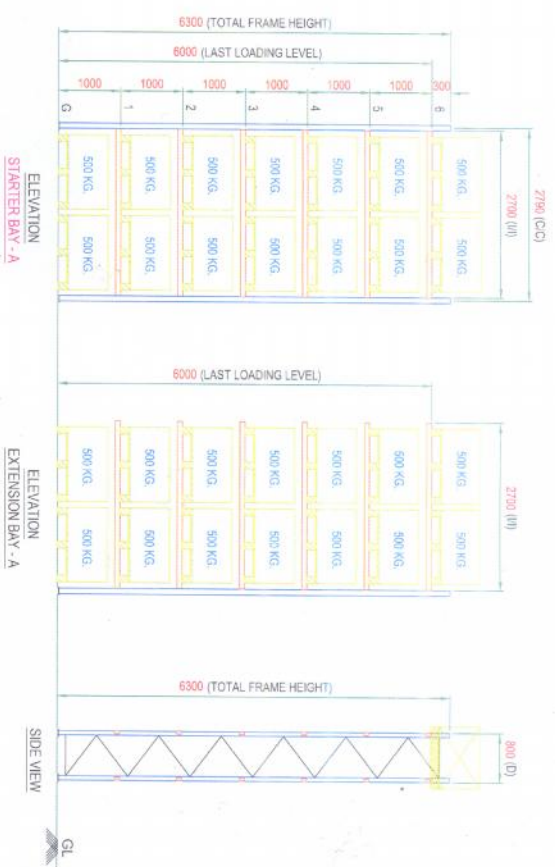 6300 (TOTAL FRAME HEIGHT)
6000 (LAST LOADING LEVEL)
300
1000
1000
1000
1000
1000
1000
6
5
4
3
2
1
G
2790 (C/C)
2700 (I/I)
500 KG. 500 KG.
500 KG. 500 KG.
500 KG. 500 KG.
500 KG. 500 KG.
500 KG. 500 KG.
500 KG. 500 KG.
500 KG. 500 KG.
ELEVATION
STARTER BAY - A
6000 (LAST LOADING LEVEL)
2700 (I/I)
500 KG. 500 KG.
500 KG. 500 KG.
500 KG. 500 KG.
500 KG. 500 KG.
500 KG. 500 KG.
500 KG. 500 KG.
500 KG. 500 KG.
ELEVATION
EXTENSION BAY - A
6300 (TOTAL FRAME HEIGHT)
800 (D)
SIDE VIEW
GL